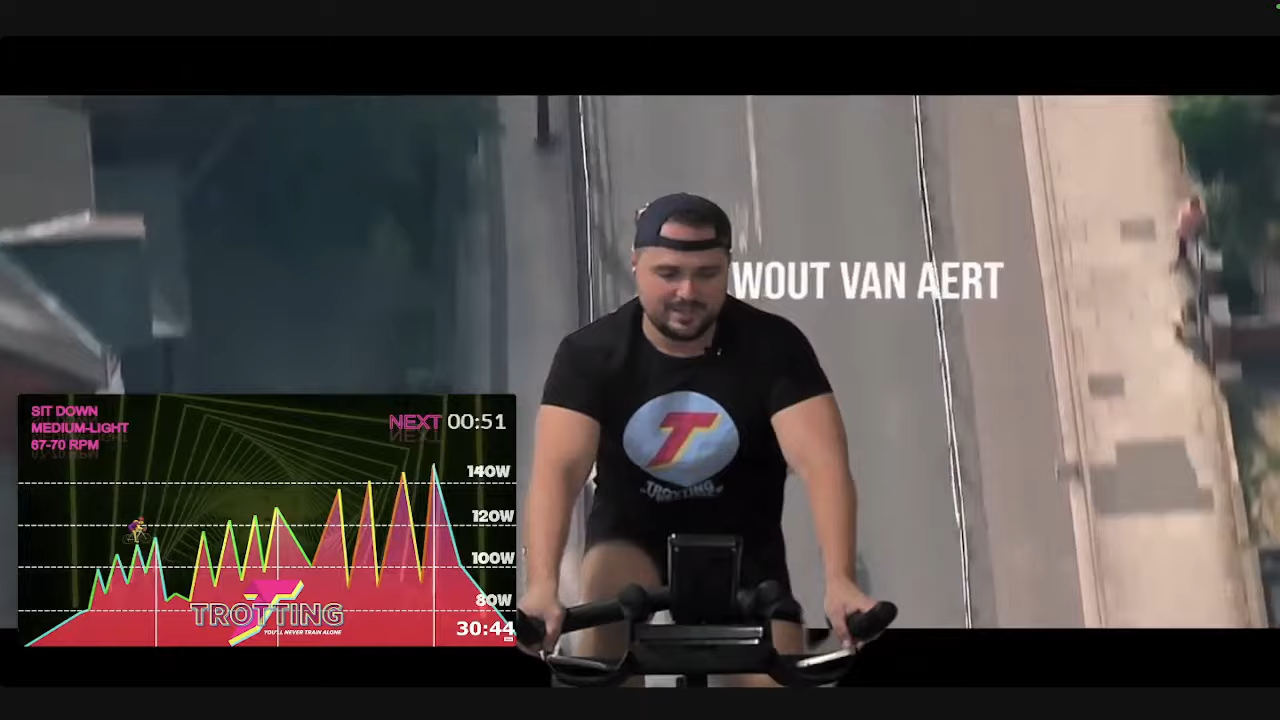 WOUT VAN AERT
SIT DOWN
MEDIUM-LIGHT
67-70 RPM
NEXT 00:51
140W
120W
100W
80W
30:44
TROTTING
YOU'LL NEVER TRAIN ALONE
T
TROTTING